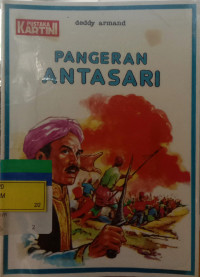 PUSTAKA
KARTINI
deddy armand
PANGERAN
ANTASARI